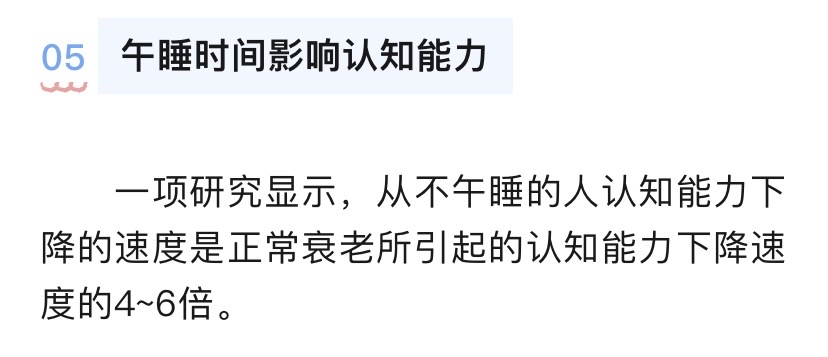 05 午睡时间影响认知能力
一项研究显示，从不午睡的人认知能力下
降的速度是正常衰老所引起的认知能力下降速
度的4~6倍。